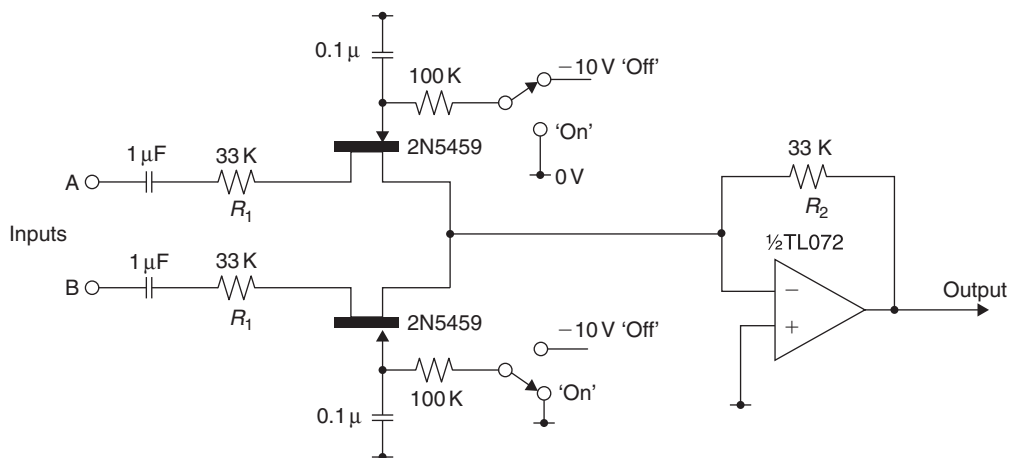 0.1 μ
100 K
−10 V 'Off'
2N5459
'On'
0 V
1 μF
33 K
A
R1
33 K
R2
Inputs
½TL072
1 μF
33 K
B
R1
−
+
Output
2N5459
−10 V 'Off'
100 K
'On'
0.1 μ